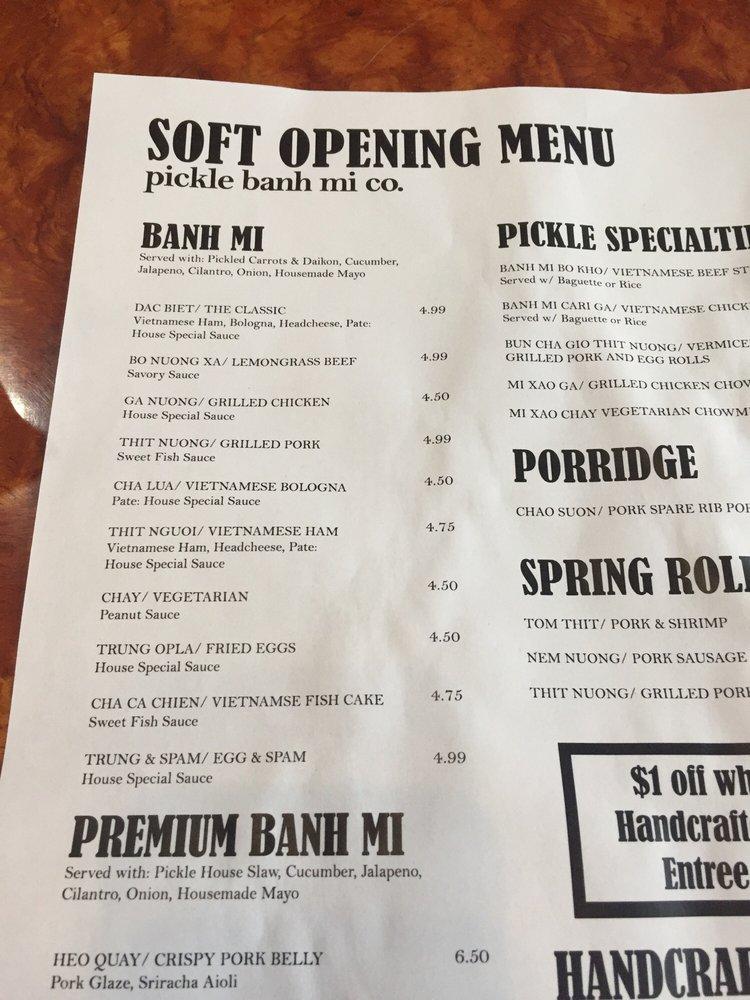 SOFT OPENING MENU
pickle banh mi co.
BANH MI
Served with: Pickled Carrots & Daikon, Cucumber,
Jalapeno, Cilantro, Onion, Housemade Mayo
DAC BIET/ THE CLASSIC 4.99
Vietnamese Ham, Bologna, Headcheese, Pate:
House Special Sauce
BO NUONG XA/ LEMONGRASS BEEF 4.99
Savory Sauce
GA NUONG/ GRILLED CHICKEN 4.50
House Special Sauce
THIT NUONG/ GRILLED PORK 4.99
Sweet Fish Sauce
CHA LUA/ VIETNAMESE BOLOGNA 4.50
Pate: House Special Sauce
THIT NGUOI/ VIETNAMESE HAM 4.75
Vietnamese Ham, Headcheese, Pate:
House Special Sauce
CHAY/ VEGETARIAN 4.50
Peanut Sauce
TRUNG OPLA/ FRIED EGGS 4.50
House Special Sauce
CHA CA CHIEN/ VIETNAMSE FISH CAKE 4.75
Sweet Fish Sauce
TRUNG & SPAM/ EGG & SPAM 4.99
House Special Sauce
PREMIUM BANH MI
Served with: Pickle House Slaw, Cucumber, Jalapeno,
Cilantro, Onion, Housemade Mayo
HEO QUAY/ CRISPY PORK BELLY 6.50
Pork Glaze, Sriracha Aioli
PICKLE SPECIALTI
BANH MI BO KHO/ VIETNAMESE BEEF ST
Served w/ Baguette or Rice
BANH MI CARI GA/ VIETNAMESE CHICK
Served w/ Baguette or Rice
BUN CHA GIO THIT NUONG/ VERMICE
GRILLED PORK AND EGG ROLLS
MI XAO GA/ GRILLED CHICKEN CHOW
MI XAO CHAY VEGETARIAN CHOWM
PORRIDGE
CHAO SUON/ PORK SPARE RIB POR
SPRING ROLL
TOM THIT/ PORK & SHRIMP
NEM NUONG/ PORK SAUSAGE
THIT NUONG/ GRILLED PORK
$1 off wh
Handcraft
Entree
HANDCRA